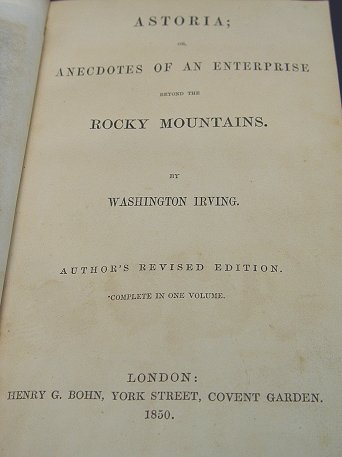 ASTORIA;
OR,
ANECDOTES OF AN ENTERPRISE
BEYOND THE
ROCKY MOUNTAINS.
BY
WASHINGTON IRVING.
AUTHOR'S REVISED EDITION.
COMPLETE IN ONE VOLUME.
LONDON:
HENRY G. BOHN, YORK STREET, COVENT GARDEN.
1850.